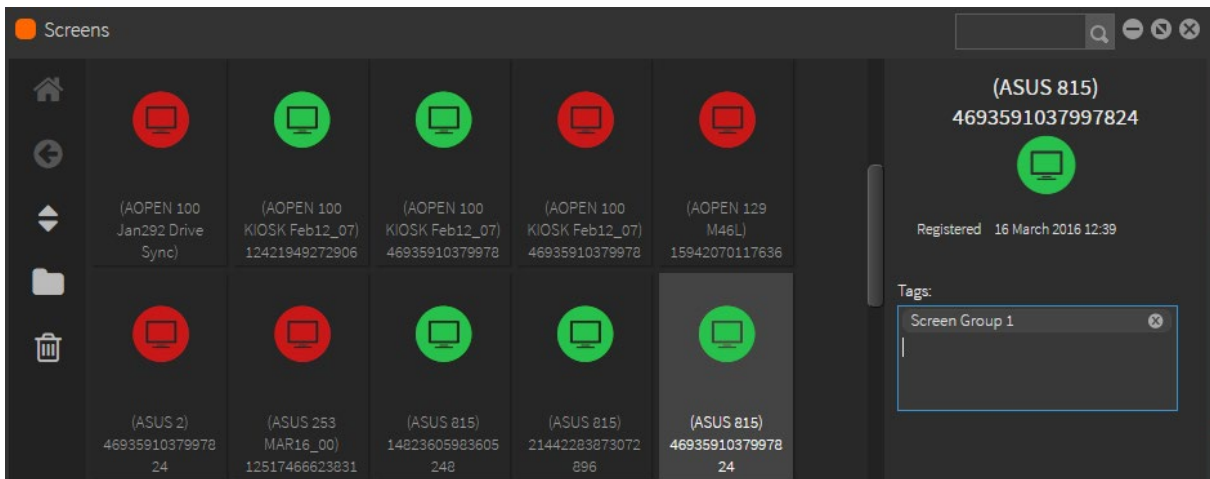 Screens
(AOPEN 100
Jan292 Drive
Sync)
(AOPEN 100
KIOSK Feb12_07)
12421949272906
(AOPEN 100
KIOSK Feb12_07)
46935910379978
(AOPEN 100
KIOSK Feb12_07)
46935910379978
(AOPEN 129
M46L)
15942070117636
(ASUS 2)
46935910379978
24
(ASUS 253
MAR16_00)
12517466623831
(ASUS 815)
14823605983605
248
(ASUS 815)
21442283873072
896
(ASUS 815)
46935910379978
24
(ASUS 815)
4693591037997824
Registered 16 March 2016 12:39
Tags:
Screen Group 1